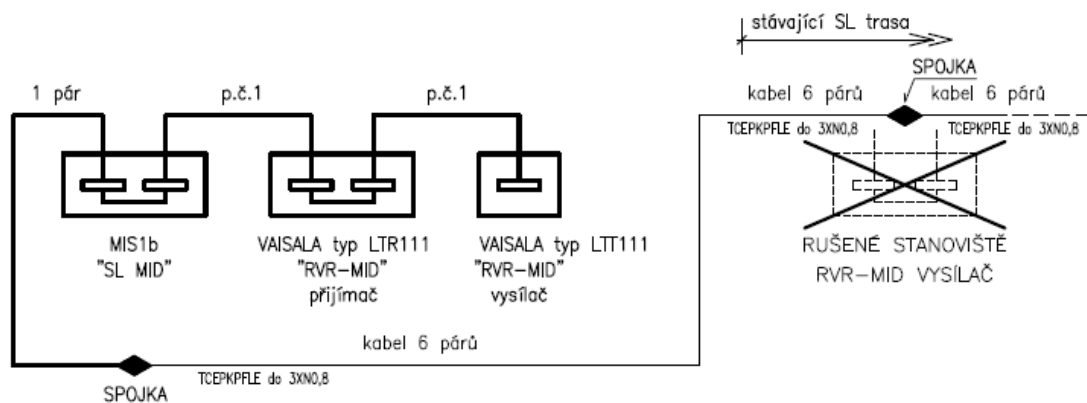 stávající SL trasa
SPOJKA
1 pár
p.č.1
p.č.1
kabel 6 párů
kabel 6 párů
TCEPKPFLE do 3XN0,8
TCEPKPFLE do 3XN0,8
MIS1b
"SL MID"
VAISALA typ LTR111
"RVR-MID"
přijímač
VAISALA typ LTT111
"RVR-MID"
vysílač
RUŠENÉ STANOVIŠTĚ
RVR-MID VYSÍLAČ
kabel 6 párů
TCEPKPFLE do 3XN0,8
SPOJKA